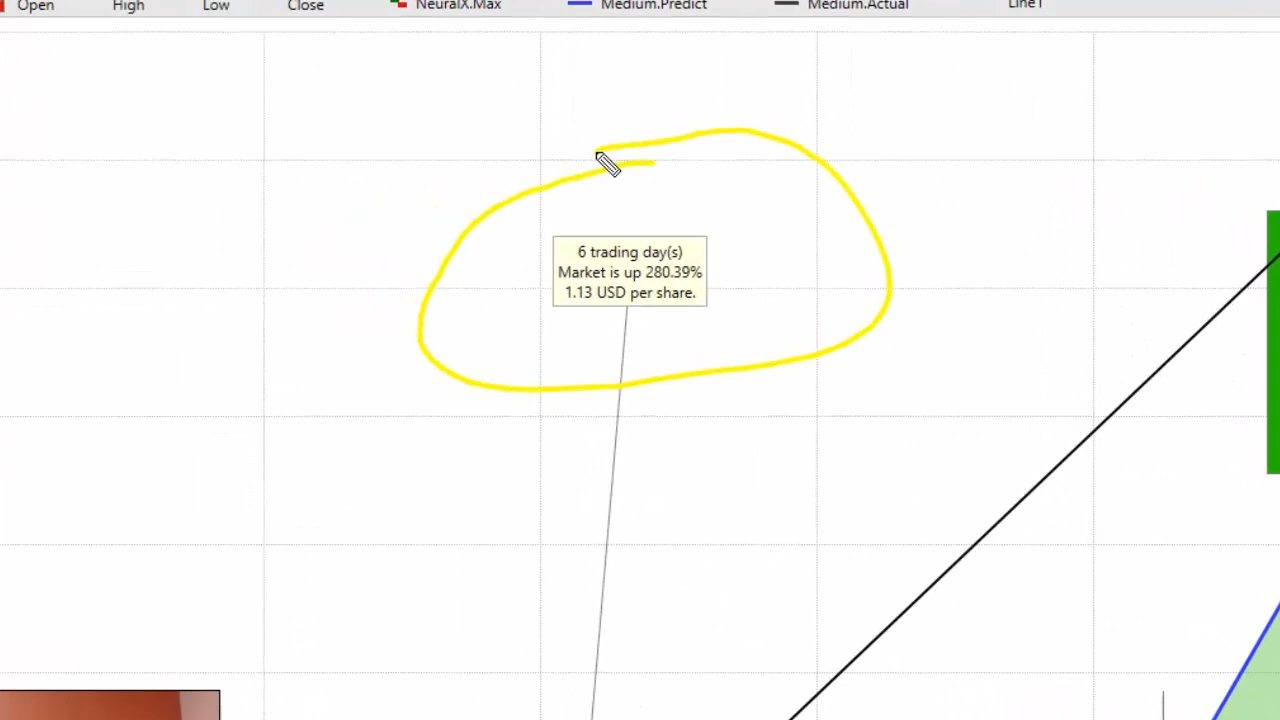 Open High Low Close NeuralX.Max Medium.Predict Medium.Actual Line1
6 trading day(s)
Market is up 280.39%
1.13 USD per share.